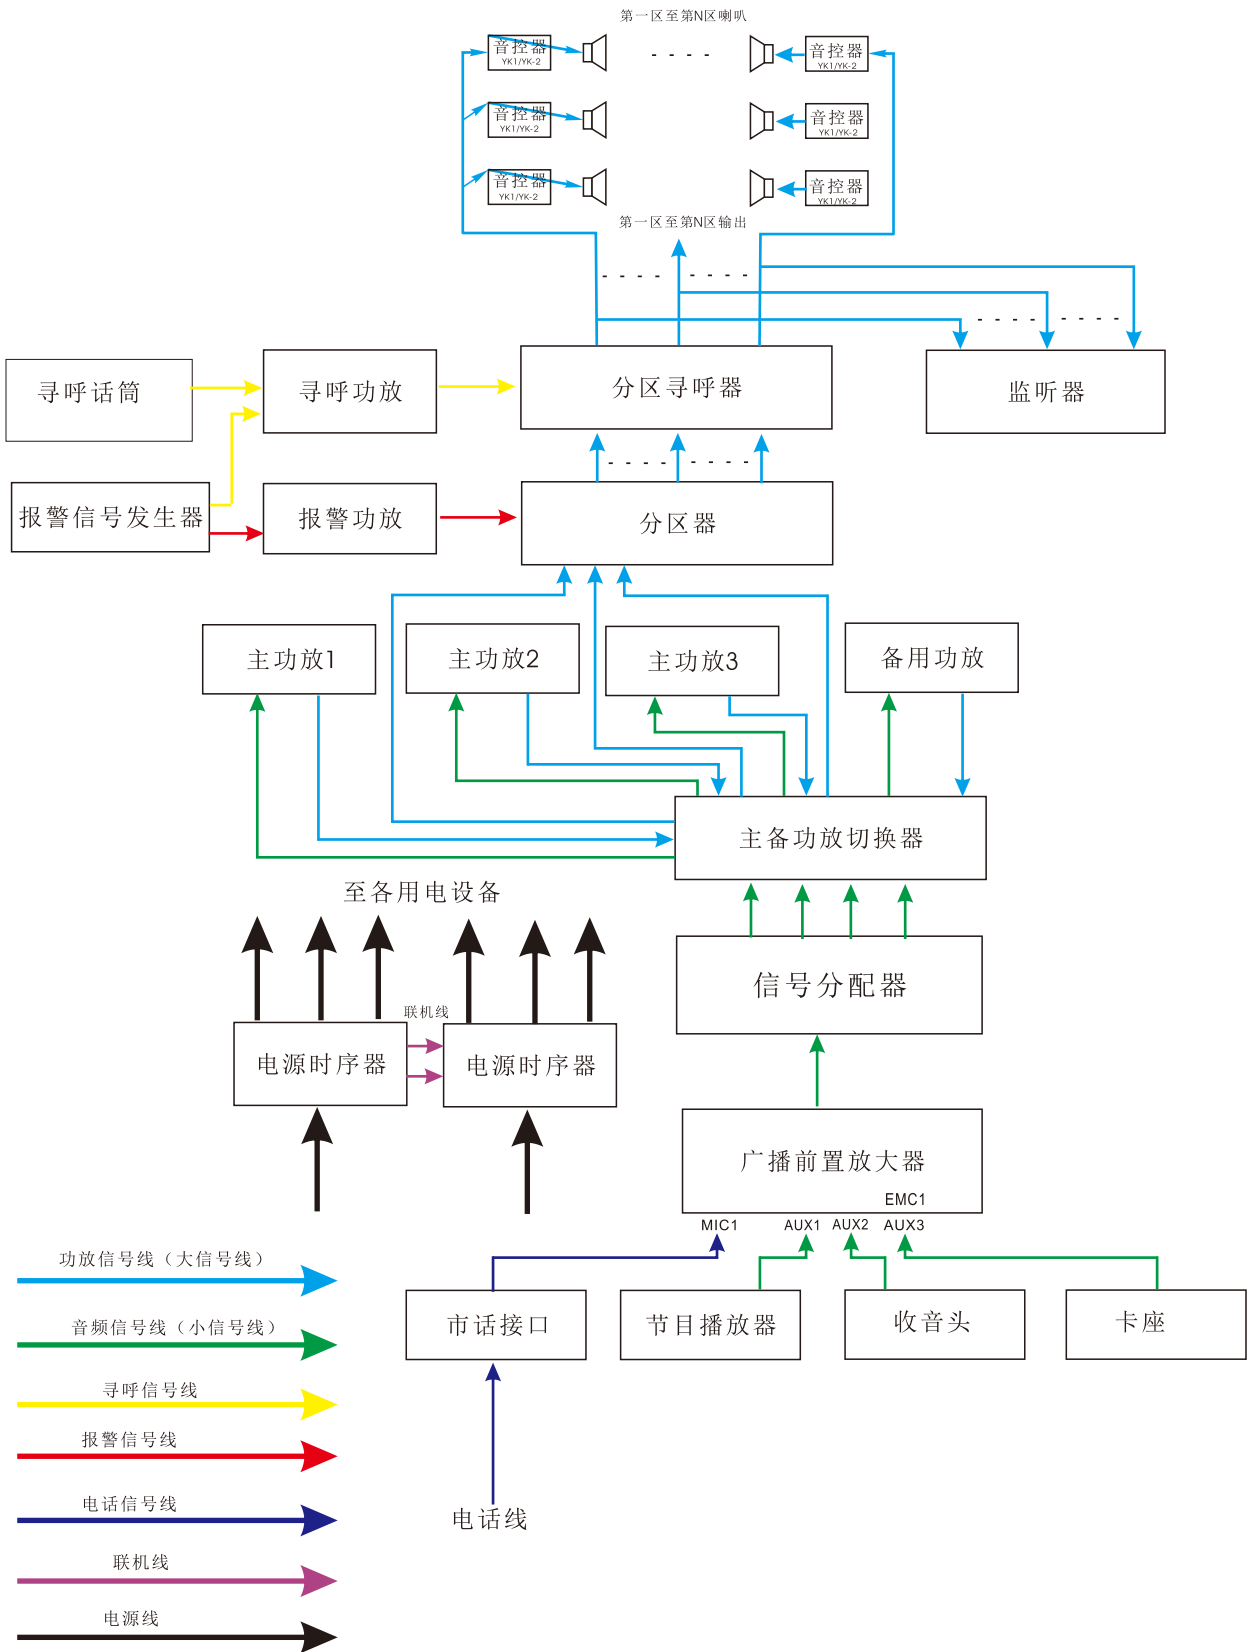 第一区至第N区喇叭
音控器
YK1/YK-2
音控器
YK1/YK-2
音控器
YK1/YK-2
音控器
YK1/YK-2
音控器
YK1/YK-2
音控器
YK1/YK-2
第一区至第N区输出
寻呼话筒
寻呼功放
分区寻呼器
监听器
报警信号发生器
报警功放
分区器
主功放1
主功放2
主功放3
备用功放
主备功放切换器
至各用电设备
信号分配器
联机线
电源时序器
电源时序器
广播前置放大器
EMC1
MIC1
AUX1
AUX2
AUX3
功放信号线（大信号线）
市话接口
节目播放器
收音头
卡座
音频信号线（小信号线）
寻呼信号线
报警信号线
电话信号线
电话线
联机线
电源线